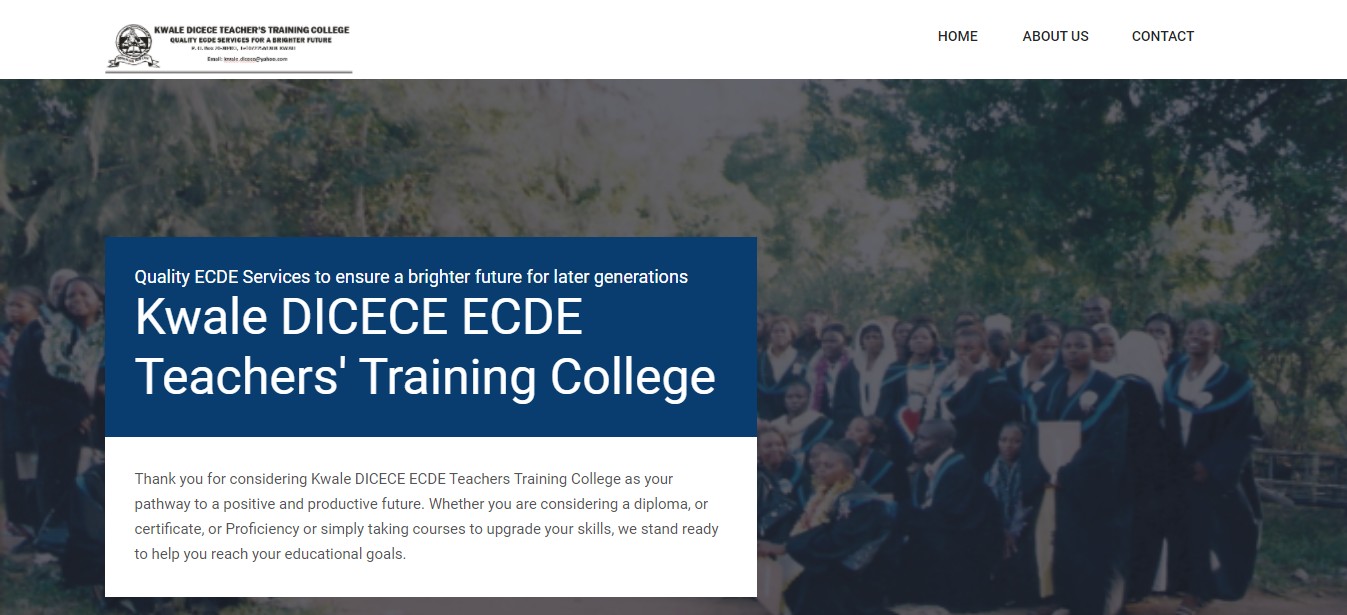 KWALE DICECE TEACHER'S TRAINING COLLEGE
QUALITY ECDE SERVICES FOR A BRIGHTER FUTURE
P. O. Box
Email: kwale.dicece@yahoo.com
HOME ABOUT US CONTACT
Quality ECDE Services to ensure a brighter future for later generations
Kwale DICECE ECDE
Teachers' Training College
Thank you for considering Kwale DICECE ECDE Teachers Training College as your
pathway to a positive and productive future. Whether you are considering a diploma, or
certificate, or Proficiency or simply taking courses to upgrade your skills, we stand ready
to help you reach your educational goals.